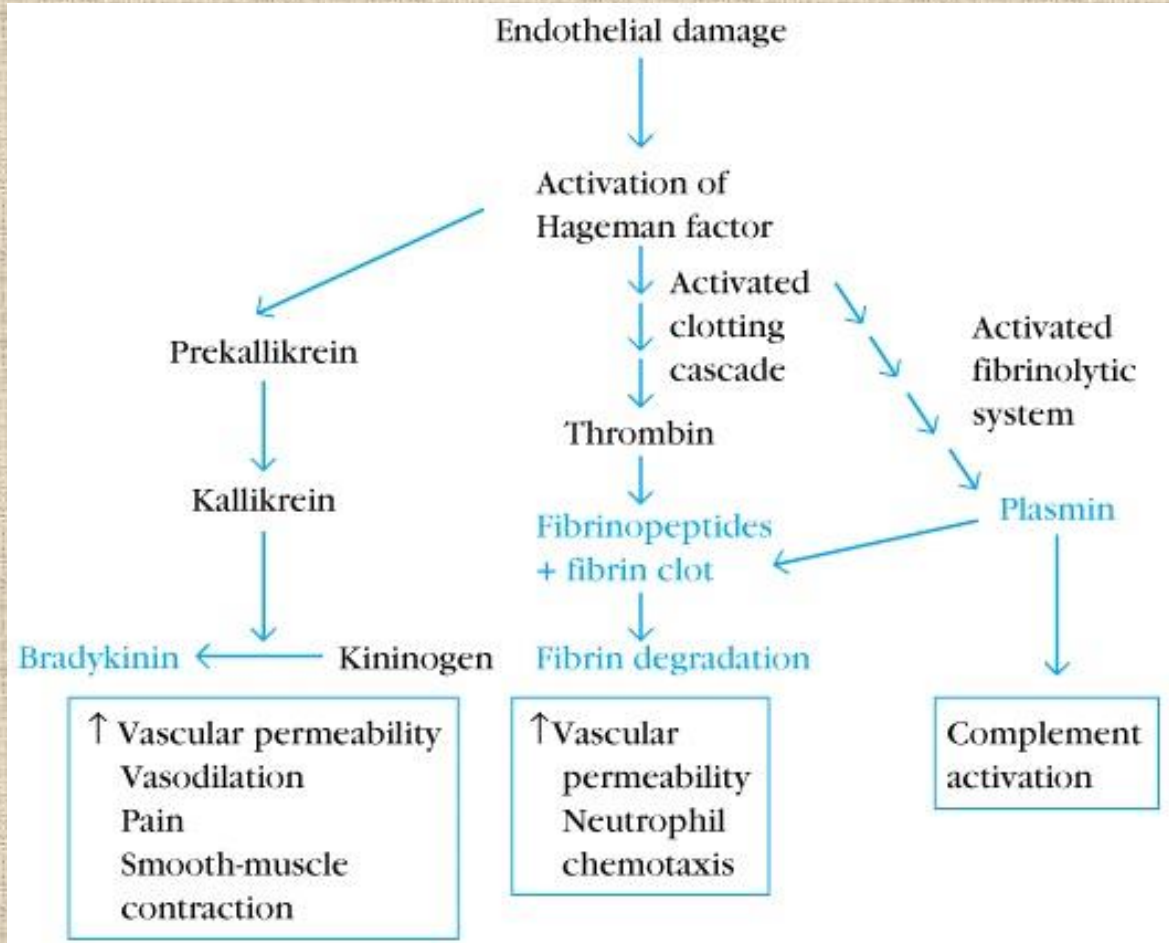 Endothelial damage
Activation of
Hageman factor
Activated
clotting
cascade
Activated
fibrinolytic
system
Prekallikrein
Thrombin
Kallikrein
Fibrinopeptides
+ fibrin clot
Plasmin
Bradykinin
Kininogen
Fibrin degradation
↑ Vascular permeability
Vasodilation
Pain
Smooth-muscle
contraction
↑Vascular
permeability
Neutrophil
chemotaxis
Complement
activation